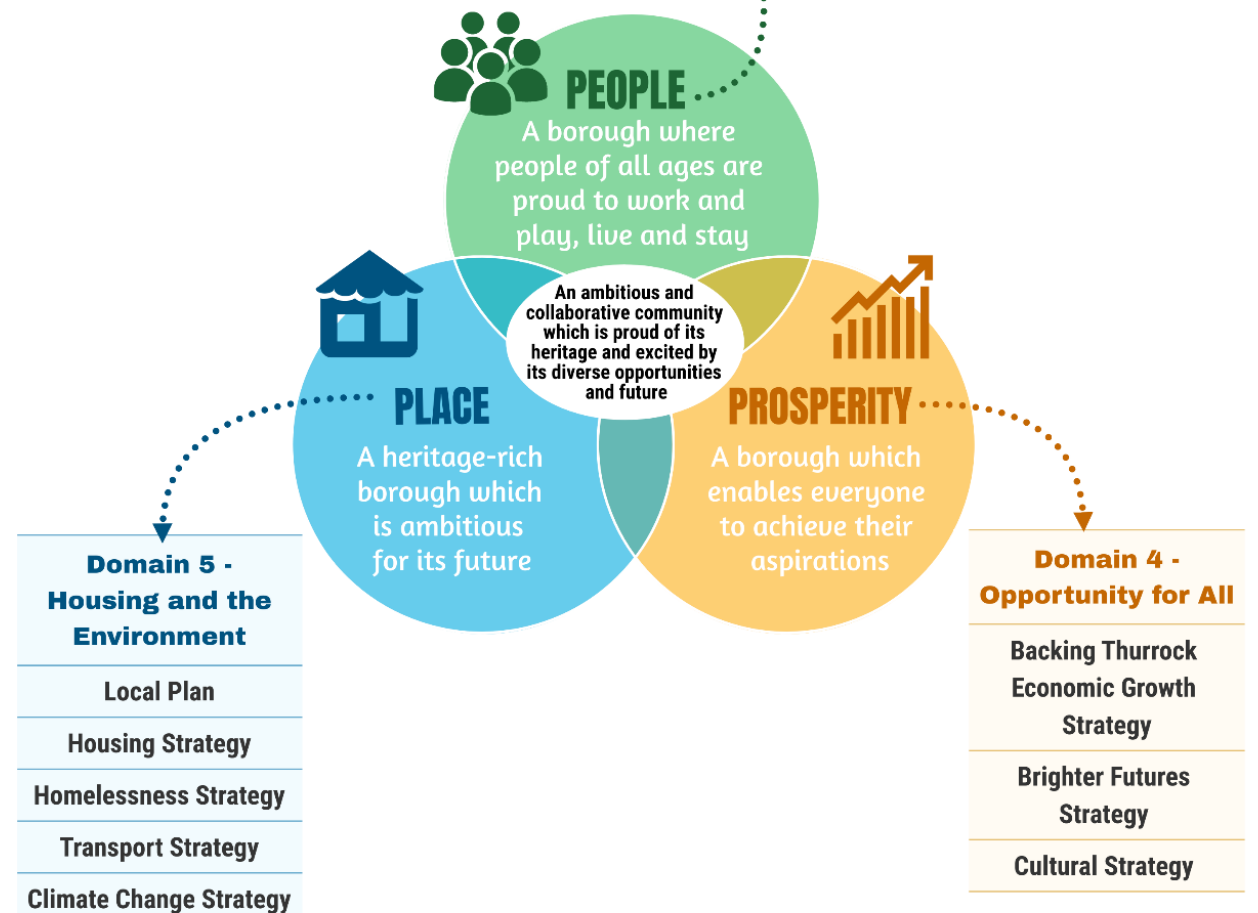 PEOPLE
A borough where
people of all ages are
proud to work and
play, live and stay
An ambitious and
collaborative community
which is proud of its
heritage and excited by
its diverse opportunities
and future
PLACE
A heritage-rich
borough which
is ambitious
for its future
PROSPERITY
A borough which
enables everyone
to achieve their
aspirations
Domain 5 -
Housing and the
Environment
Local Plan
Housing Strategy
Homelessness Strategy
Transport Strategy
Climate Change Strategy
Domain 4 -
Opportunity for All
Backing Thurrock
Economic Growth
Strategy
Brighter Futures
Strategy
Cultural Strategy